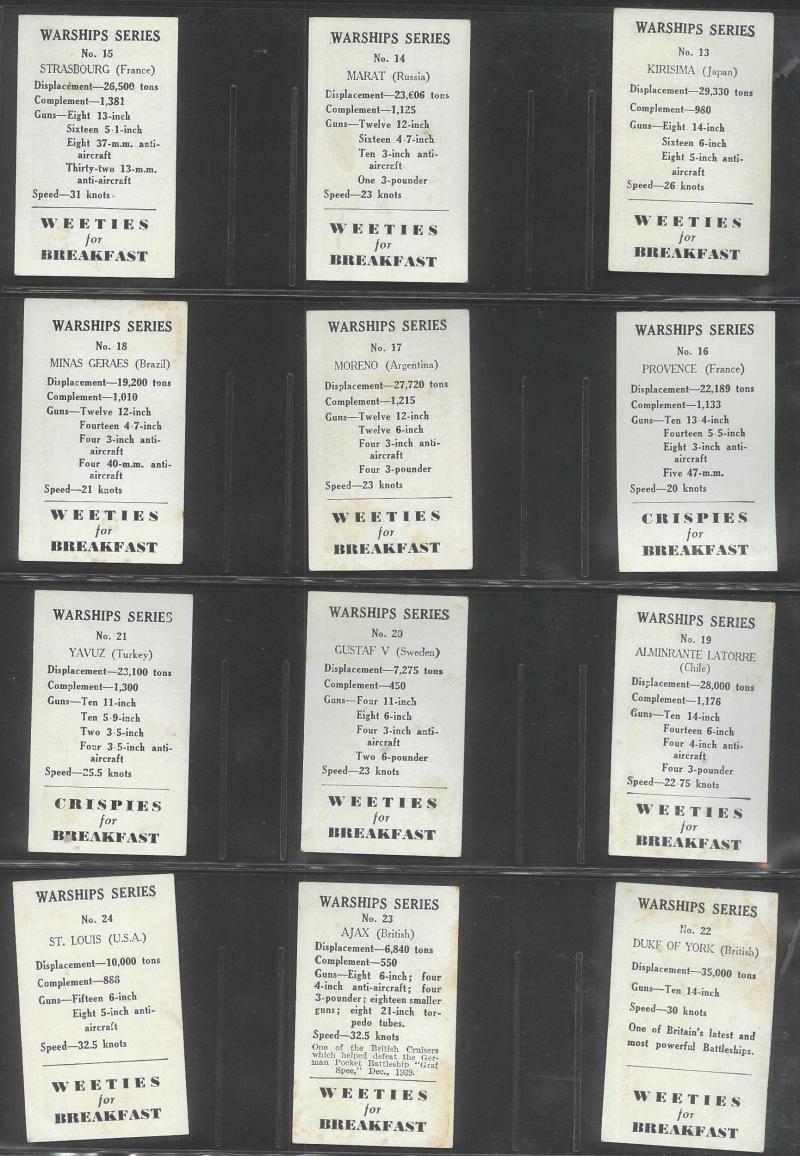 WARSHIPS SERIES
No. 15
STRASBOURG (France)
Displacement—26,500 tons
Complement—1,381
Guns—Eight 13-inch
Sixteen 5·1-inch
Eight 37-m.m. anti-
aircraft
Thirty-two 13-m.m.
anti-aircraft
Speed—31 knots·
WEETIES
for
BREAKFAST
WARSHIPS SERIES
No. 14
MARAT (Russia)
Displacement—23,606 tons
Complement—1,125
Guns—Twelve 12-inch
Sixteen 4·7-inch
Ten 3-inch anti-
aircraft
One 3-pounder
Speed—23 knots
WEETIES
for
BREAKFAST
WARSHIPS SERIES
No. 13
KIRISIMA (Japan)
Displacement—29,330 tons
Complement—980
Guns—Eight 14-inch
Sixteen 6-inch
Eight 5-inch anti-
aircraft
Speed—26 knots
WEETIES
for
BREAKFAST
WARSHIPS SERIES
No. 18
MINAS GERAES (Brazil)
Displacement—19,200 tons
Complement—1,010
Guns—Twelve 12-inch
Fourteen 4·7-inch
Four 3-inch anti-
aircraft
Four 40-m.m. anti-
aircraft
Speed—21 knots
WEETIES
for
BREAKFAST
WARSHIPS SERIES
No. 17
MORENO (Argentina)
Displacement—27,720 tons
Complement—1,215
Guns—Twelve 12-inch
Twelve 6-inch
Four 3-inch anti-
aircraft
Four 3-pounder
Speed—23 knots
WEETIES
for
BREAKFAST
WARSHIPS SERIES
No. 16
PROVENCE (France)
Displacement—22,189 tons
Complement—1,133
Guns—Ten 13·4-inch
Fourteen 5·5-inch
Eight 3-inch anti-
aircraft
Five 47-m.m.
Speed—20 knots
CRISPIES
for
BREAKFAST
WARSHIPS SERIES
No. 21
YAVUZ (Turkey)
Displacement—23,100 tons
Complement—1,300
Guns—Ten 11-inch
Ten 5·9-inch
Two 3·5-inch
Four 3·5-inch anti-
aircraft
Speed—25.5 knots
CRISPIES
for
BREAKFAST
WARSHIPS SERIES
No. 20
GUSTAF V (Sweden)
Displacement—7,275 tons
Complement—450
Guns—Four 11-inch
Eight 6-inch
Four 3-inch anti-
aircraft
Two 6-pounder
Speed—23 knots
WEETIES
for
BREAKFAST
WARSHIPS SERIES
No. 19
ALMINRANTE LATORRE
(Chile)
Displacement—28,000 tons
Complement—1,176
Guns—Ten 14-inch
Fourteen 6-inch
Four 4-inch anti-
aircraft
Four 3-pounder
Speed—22·75 knots
WEETIES
for
BREAKFAST
WARSHIPS SERIES
No. 24
ST. LOUIS (U.S.A.)
Displacement—10,000 tons
Complement—888
Guns—Fifteen 6-inch
Eight 5-inch anti-
aircraft
Speed—32.5 knots
WEETIES
for
BREAKFAST
WARSHIPS SERIES
No. 23
AJAX (British)
Displacement—6,840 tons
Complement—550
Guns—Eight 6-inch; four
4-inch anti-aircraft; four
3-pounder; eighteen smaller
guns; eight 21-inch tor-
pedo tubes.
Speed—32.5 knots
One of the British Cruisers
which helped defeat the Ger-
man Pocket Battleship "Graf
Spee," Dec., 1939.
WEETIES
for
BREAKFAST
WARSHIPS SERIES
No. 22
DUKE OF YORK (British)
Displacement—35,000 tons
Guns—Ten 14-inch
Speed—30 knots
One of Britain's latest and
most powerful Battleships.
WEETIES
for
BREAKFAST